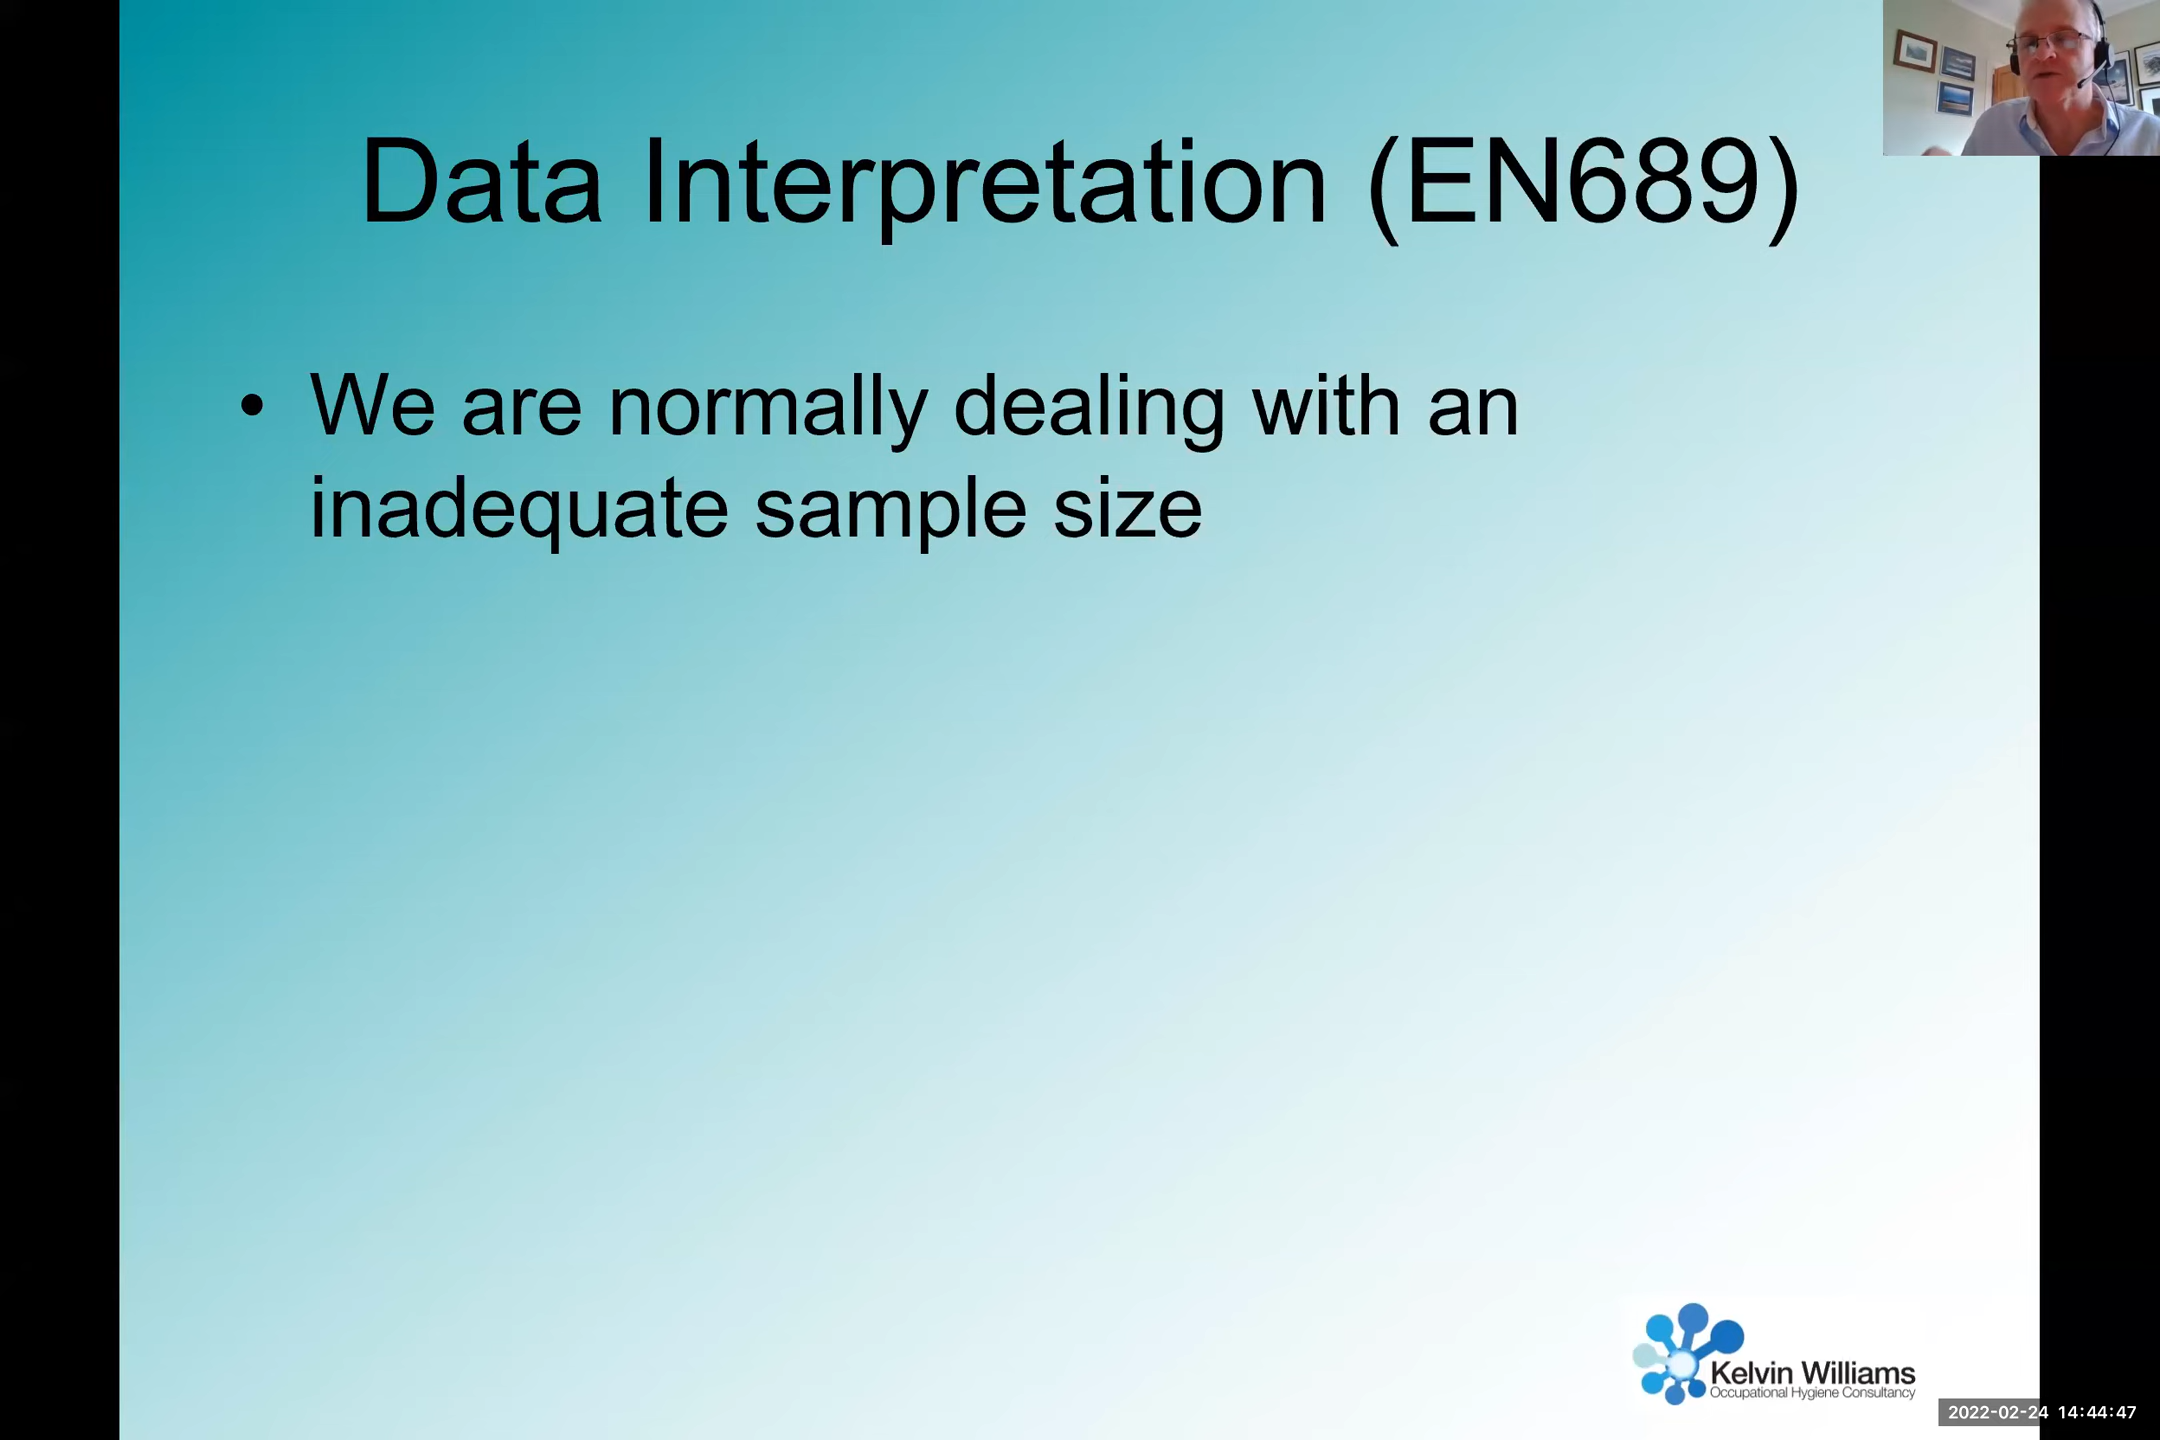 Data Interpretation (EN689)
• We are normally dealing with an
inadequate sample size
Kelvin Williams
Occupational Hygiene Consultancy
2022-02-24 14:44:47